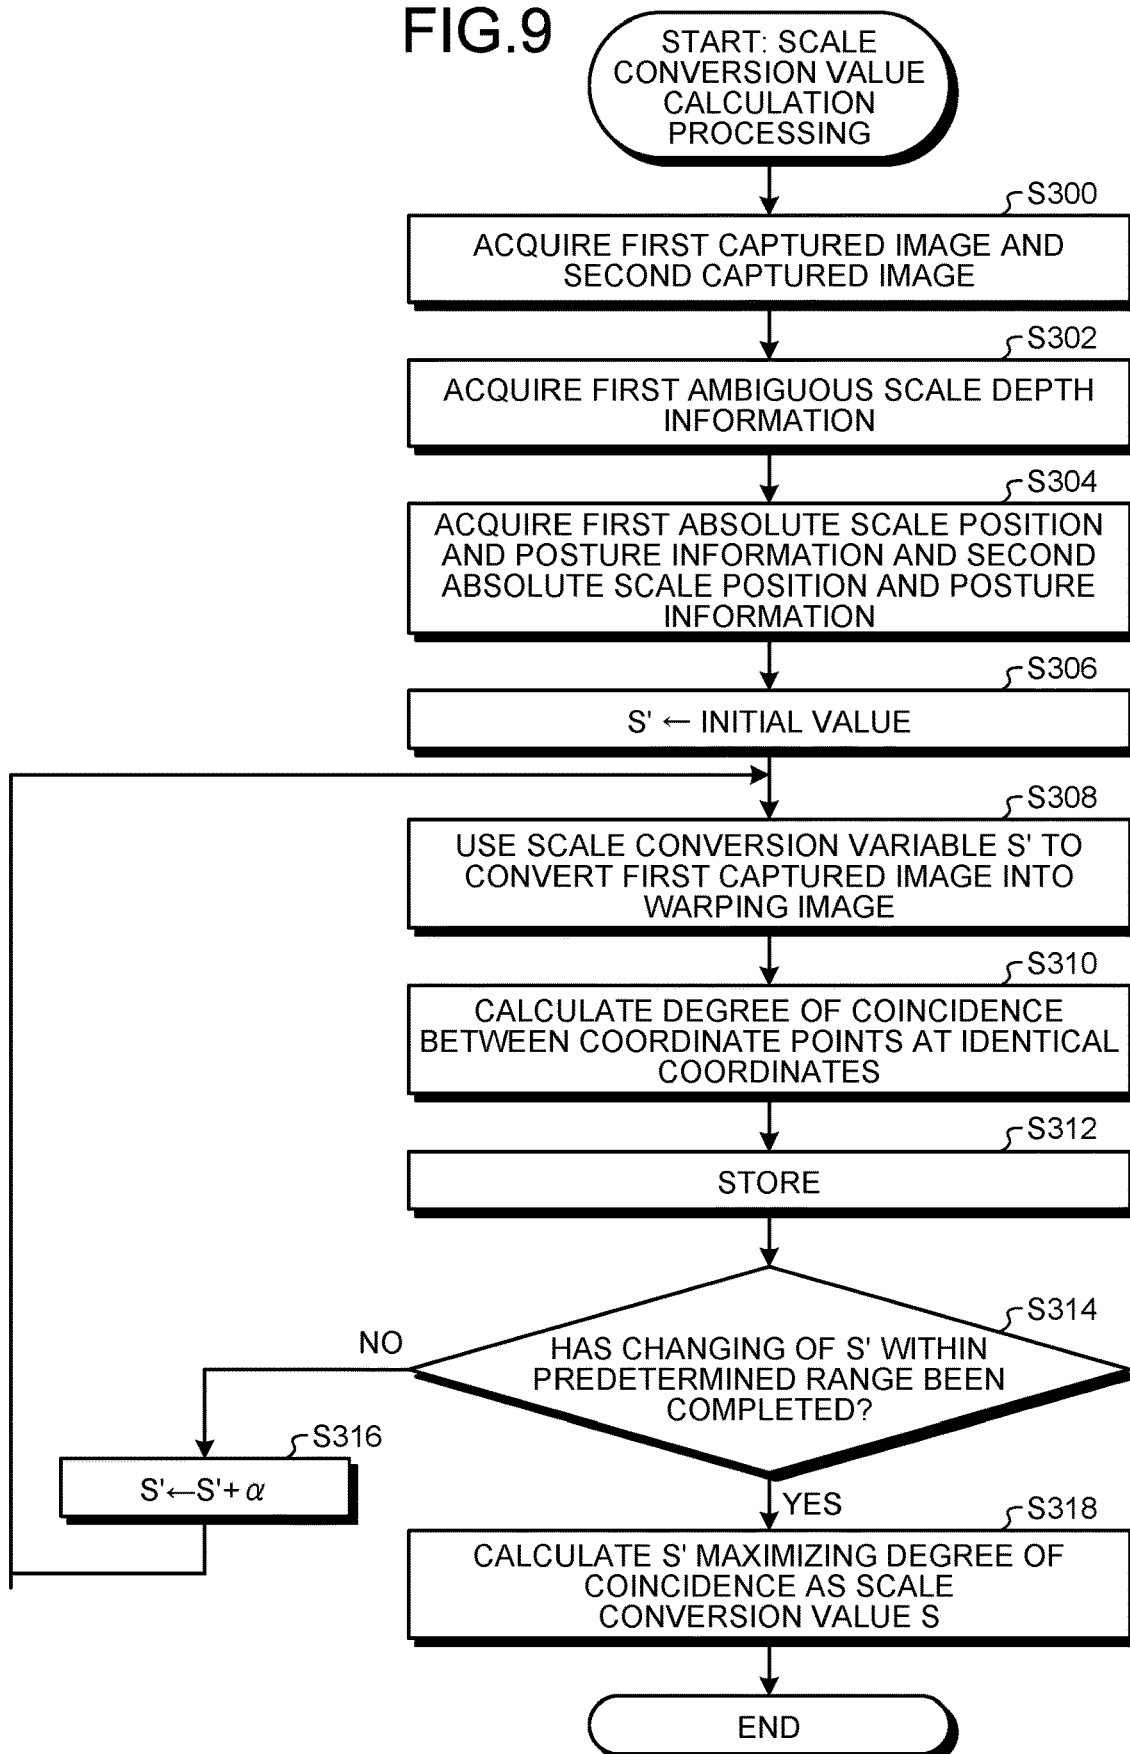 FIG.9
START: SCALE
CONVERSION VALUE
CALCULATION
PROCESSING
S300
ACQUIRE FIRST CAPTURED IMAGE AND
SECOND CAPTURED IMAGE
S302
ACQUIRE FIRST AMBIGUOUS SCALE DEPTH
INFORMATION
S304
ACQUIRE FIRST ABSOLUTE SCALE POSITION
AND POSTURE INFORMATION AND SECOND
ABSOLUTE SCALE POSITION AND POSTURE
INFORMATION
S306
S' ← INITIAL VALUE
S308
USE SCALE CONVERSION VARIABLE S' TO
CONVERT FIRST CAPTURED IMAGE INTO
WARPING IMAGE
S310
CALCULATE DEGREE OF COINCIDENCE
BETWEEN COORDINATE POINTS AT IDENTICAL
COORDINATES
S312
STORE
S314
HAS CHANGING OF S' WITHIN
PREDETERMINED RANGE BEEN
COMPLETED?
NO
S316
S'←S'+α
YES
S318
CALCULATE S' MAXIMIZING DEGREE OF
COINCIDENCE AS SCALE
CONVERSION VALUE S
END